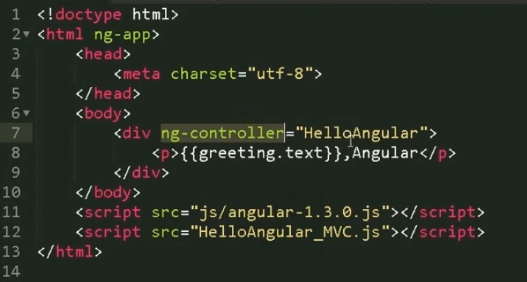 1 <!doctype html>
2 <html ng-app>
3 <head>
4 <meta charset="utf-8">
5 </head>
6 <body>
7 <div ng-controller="HelloAngular">
8 <p>{{greeting.text}},Angular</p>
9 </div>
10 </body>
11 <script src="js/angular-1.3.0.js"></script>
12 <script src="HelloAngular_MVC.js"></script>
13 </html>
14